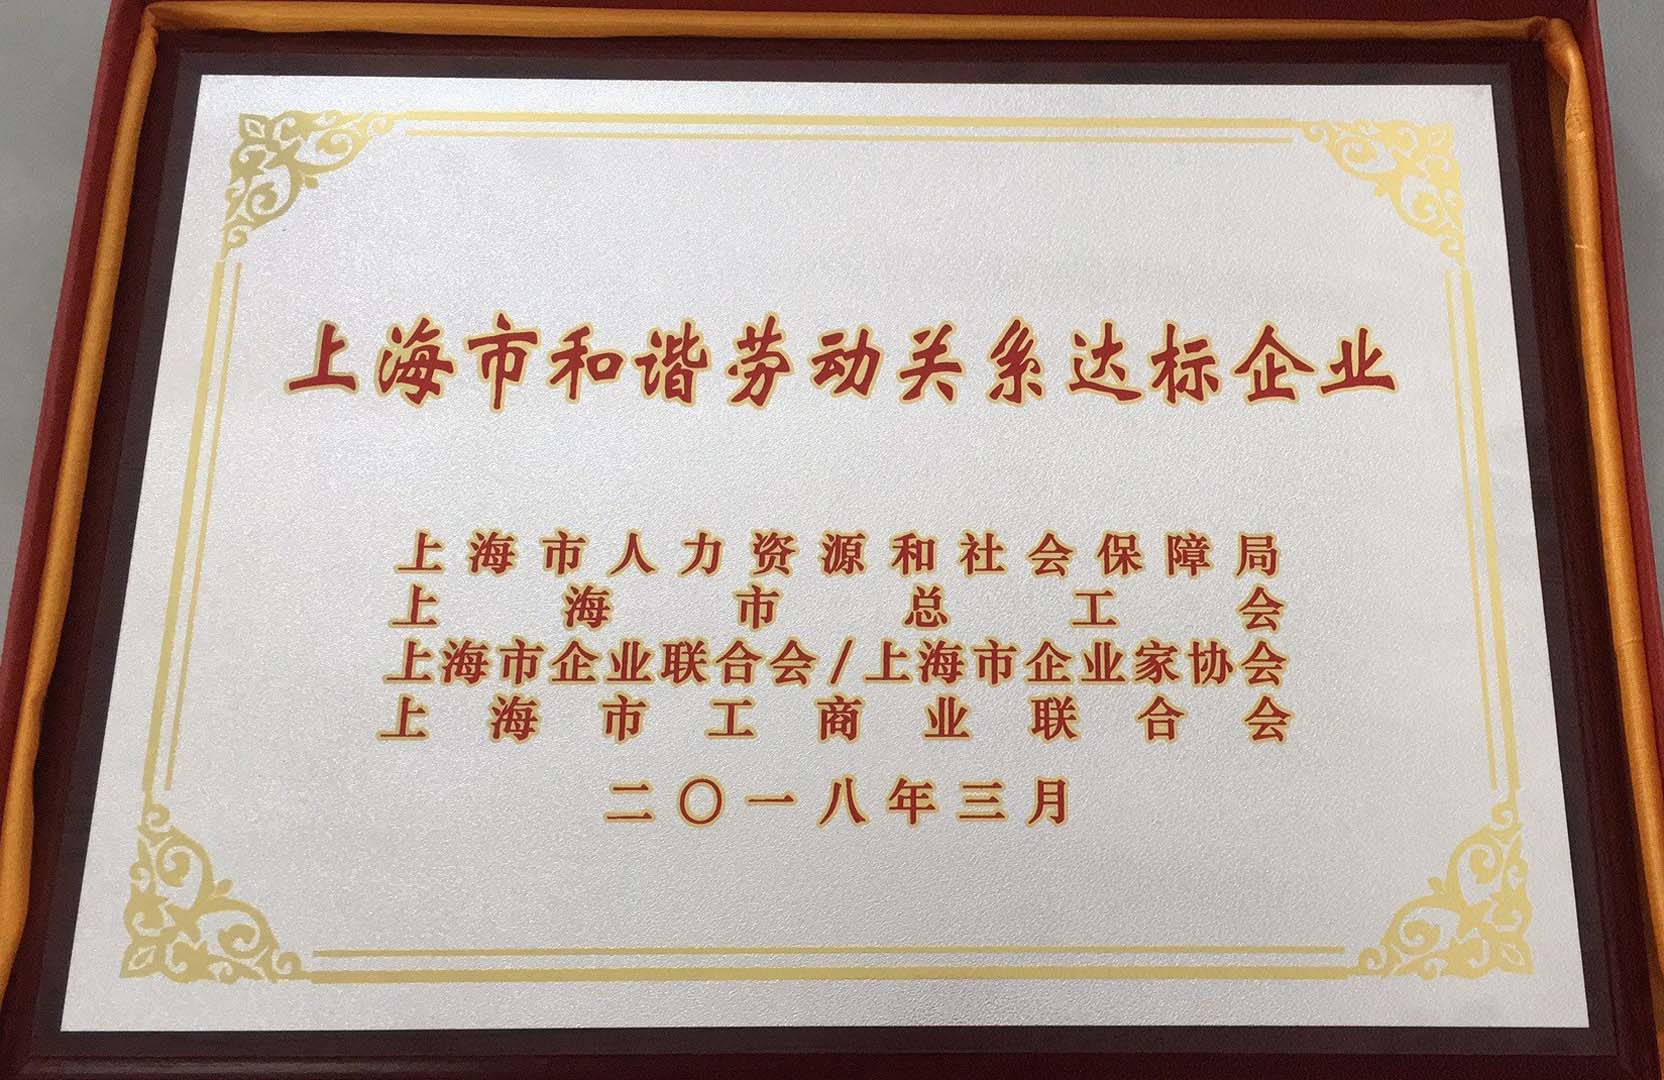 上海市和谐劳动关系达标企业
上海市人力资源和社会保障局
上海市总工会
上海市企业联合会/上海市企业家协会
上海市工商业联合会
二〇一八年三月